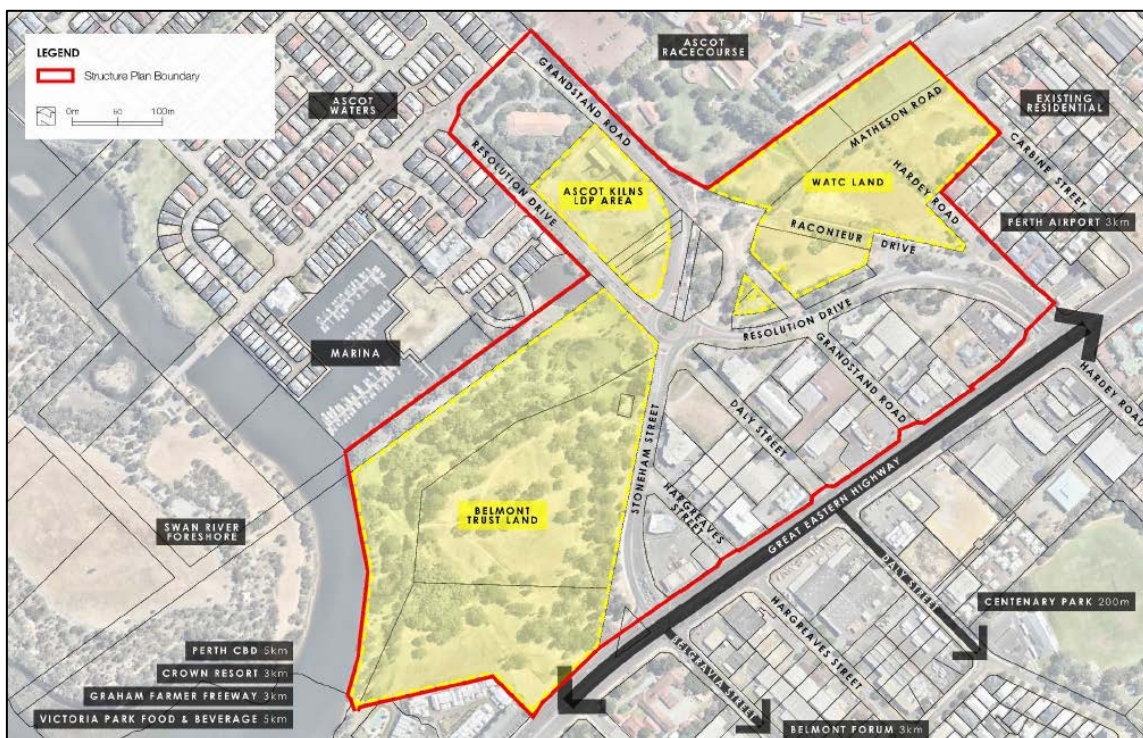 LEGEND
Structure Plan Boundary
0m 50 100m
ASCOT
RACECOURSE
ASCOT
WATERS
GRANDSTAND ROAD
RESOLUTION DRIVE
ASCOT KILNS
LDP AREA
MATHESON ROAD
EXISTING
RESIDENTIAL
CARBINE STREET
WATC LAND
HARDEY ROAD
RACONTEUR DRIVE
PERTH AIRPORT 3km
RESOLUTION DRIVE
GRANDSTAND ROAD
HARDEY ROAD
MARINA
DALY STREET
STONEHAM STREET
HARGREAVES
STREET
GREAT EASTERN HIGHWAY
BELMONT
TRUST LAND
SWAN RIVER
FORESHORE
DALY STREET
CENTENARY PARK 200m
HARGREAVES STREET
BELGRAVIA STREET
PERTH CBD 5km
CROWN RESORT 3km
GRAHAM FARMER FREEWAY 3km
VICTORIA PARK FOOD & BEVERAGE 5km
BELMONT FORUM 3km